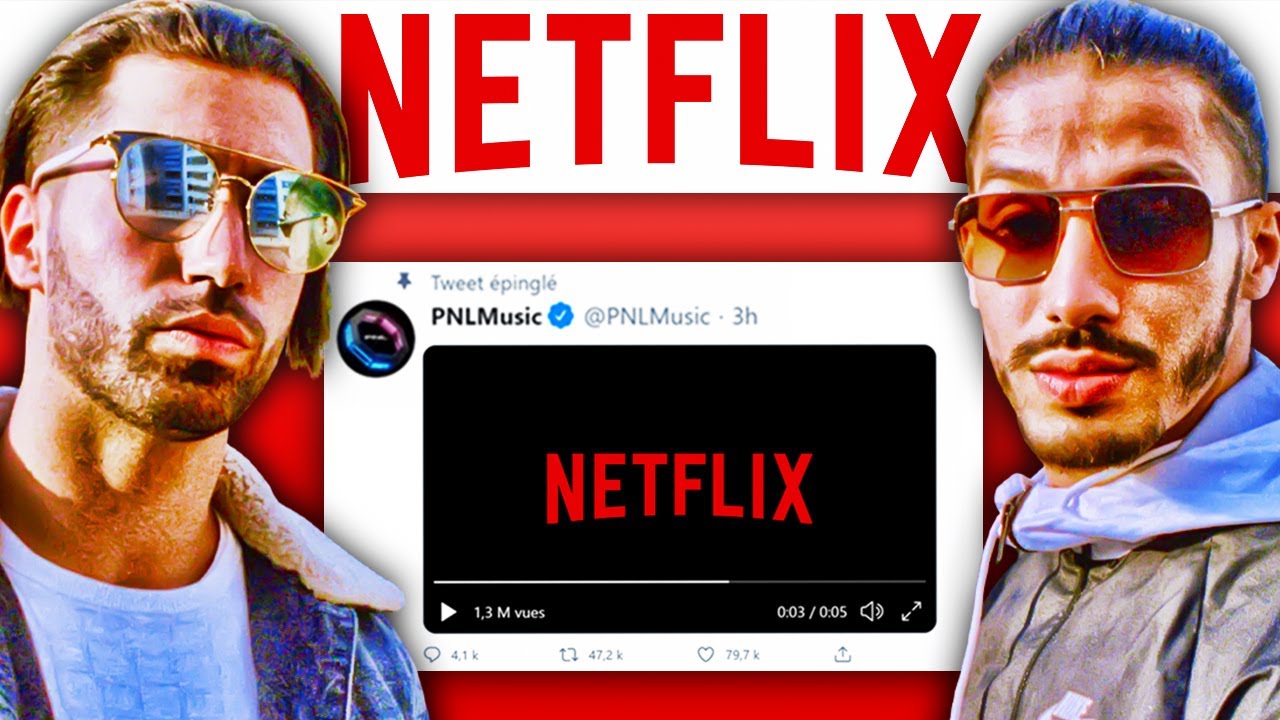 NETFLIX
Tweet épinglé
PNLMusic @PNLMusic · 3h
NETFLIX
1,3 M vues 0:03 / 0:05
4,1 k 47,2 k 79,7 k